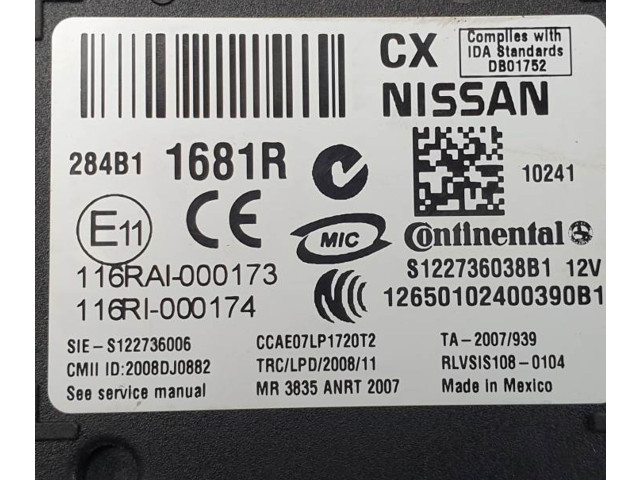 CX
Complies with
IDA Standards
DB01752
NISSAN
284B1 1681R
10241
E11
CE
MIC
Continental
116RAI-000173
116RI-000174
S122736038B1 12V
12650102400390B1
SIE-S122736006
CMII ID:2008DJ0882
See service manual
CCAE07LP1720T2
TRC/LPD/2008/11
MR 3835 ANRT 2007
TA-2007/939
RLVSIS108-0104
Made in Mexico